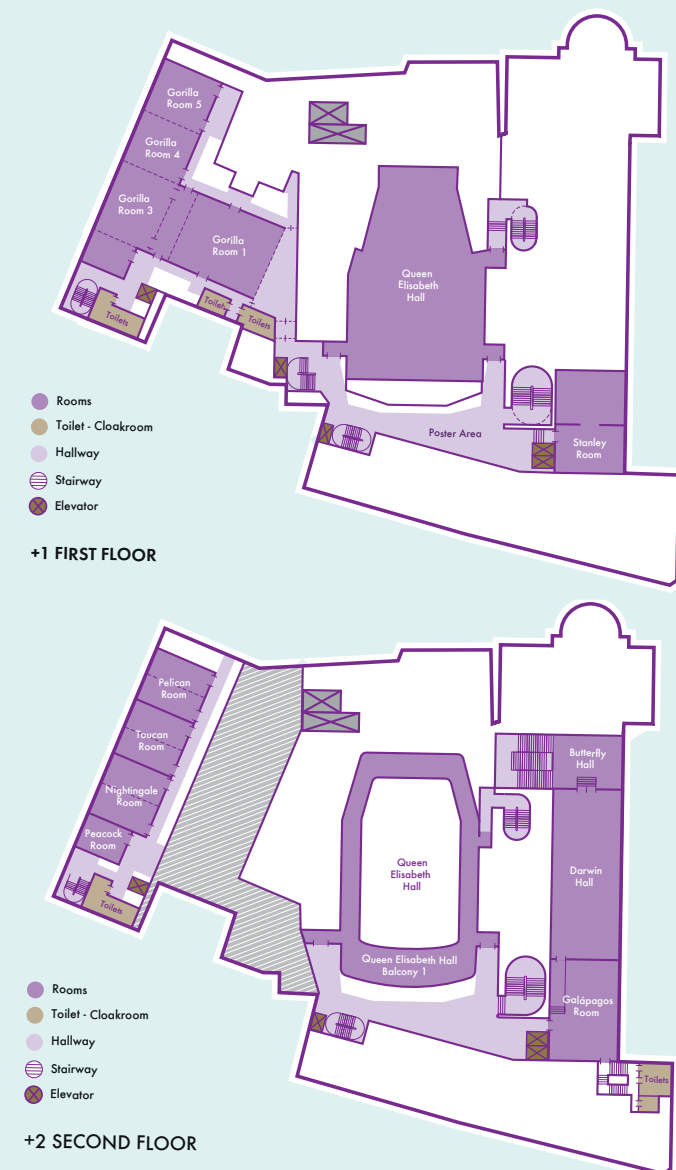 Gorilla
Room 5
Gorilla
Room 4
Gorilla
Room 3
Gorilla
Room 1
Queen
Elisabeth
Hall
Toilets
Toilets
Toilets
Poster Area
Stanley
Room
Rooms
Toilet - Cloakroom
Hallway
Stairway
Elevator
+1 FIRST FLOOR
Pelican
Room
Toucan
Room
Nightingale
Room
Peacock
Room
Toilets
Queen
Elisabeth
Hall
Queen Elisabeth Hall
Balcony 1
Butterfly
Hall
Darwin
Hall
Galápagos
Room
Toilets
Rooms
Toilet - Cloakroom
Hallway
Stairway
Elevator
+2 SECOND FLOOR